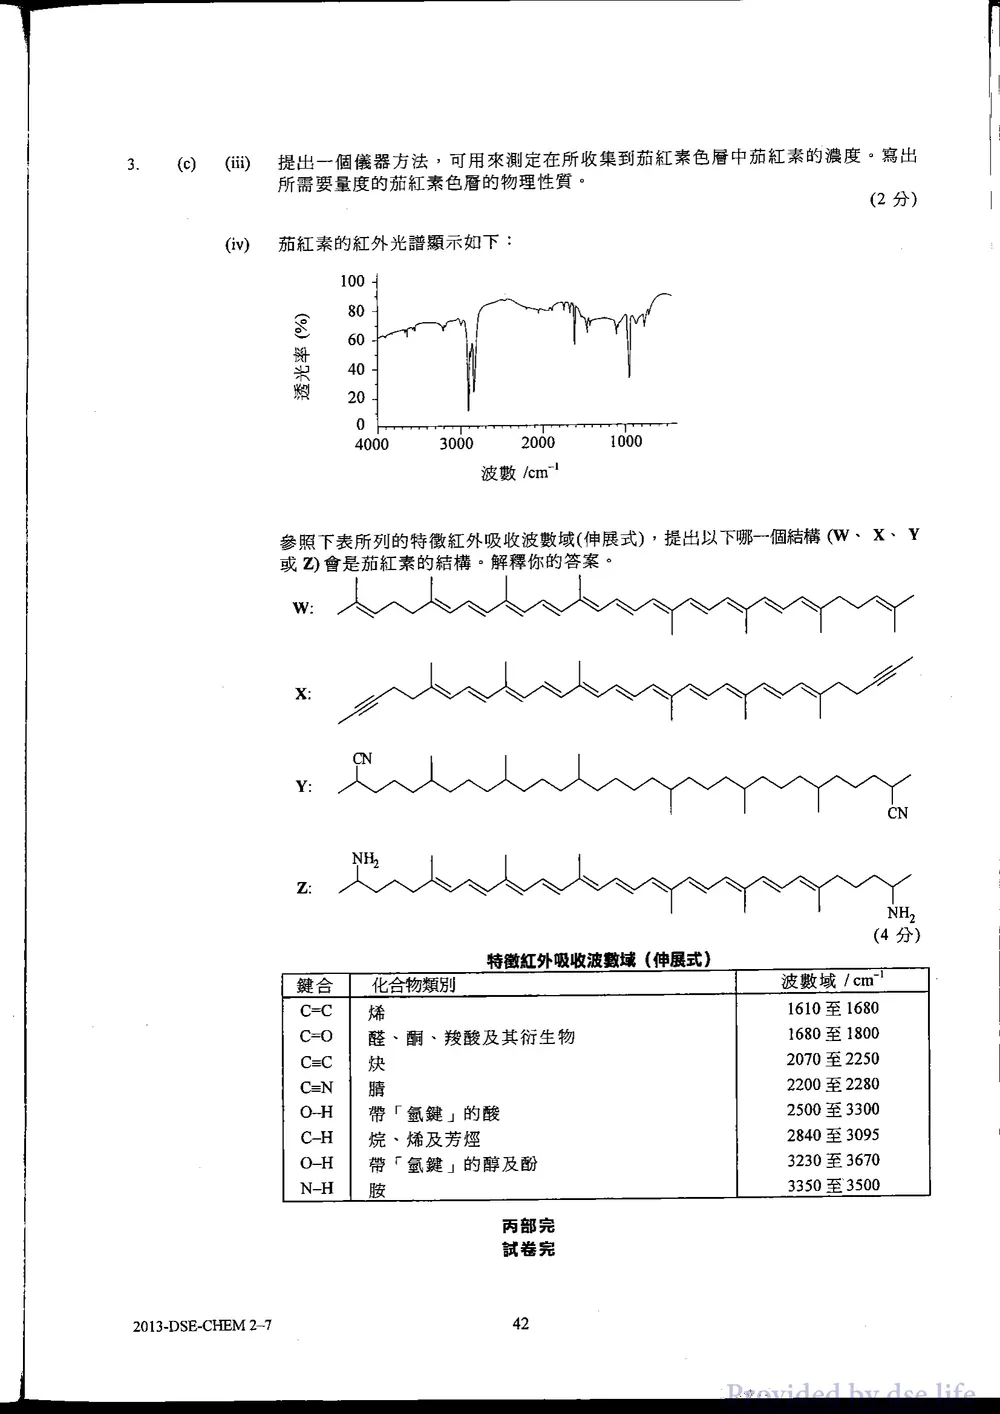 3. (c) (iii) 提出一個儀器方法，可用來測定在所收集到茄紅素色層中茄紅素的濃度。寫出
所需要量度的茄紅素色層的物理性質。
(2 分)
(iv) 茄紅素的紅外光譜顯示如下：
透光率 (%)
100
80
60
40
20
0
4000 3000 2000 1000
波數 /cm⁻¹
參照下表所列的特徵紅外吸收波數域(伸展式)，提出以下哪一個結構 (W、 X、 Y
或 Z) 會是茄紅素的結構。解釋你的答案。
W:
X:
CN
Y:
CN
NH₂
Z:
NH₂
(4 分)
特徵紅外吸收波數域（伸展式）
鍵合 化合物類別 波數域 / cm⁻¹
C=C 烯 1610 至 1680
C=O 醛、酮、羧酸及其衍生物 1680 至 1800
C≡C 炔 2070 至 2250
C≡N 腈 2200 至 2280
O–H 帶「氫鍵」的酸 2500 至 3300
C–H 烷、烯及芳烴 2840 至 3095
O–H 帶「氫鍵」的醇及酚 3230 至 3670
N–H 胺 3350 至 3500
丙部完
試卷完
2013-DSE-CHEM 2–7 42
Provided by dse.life